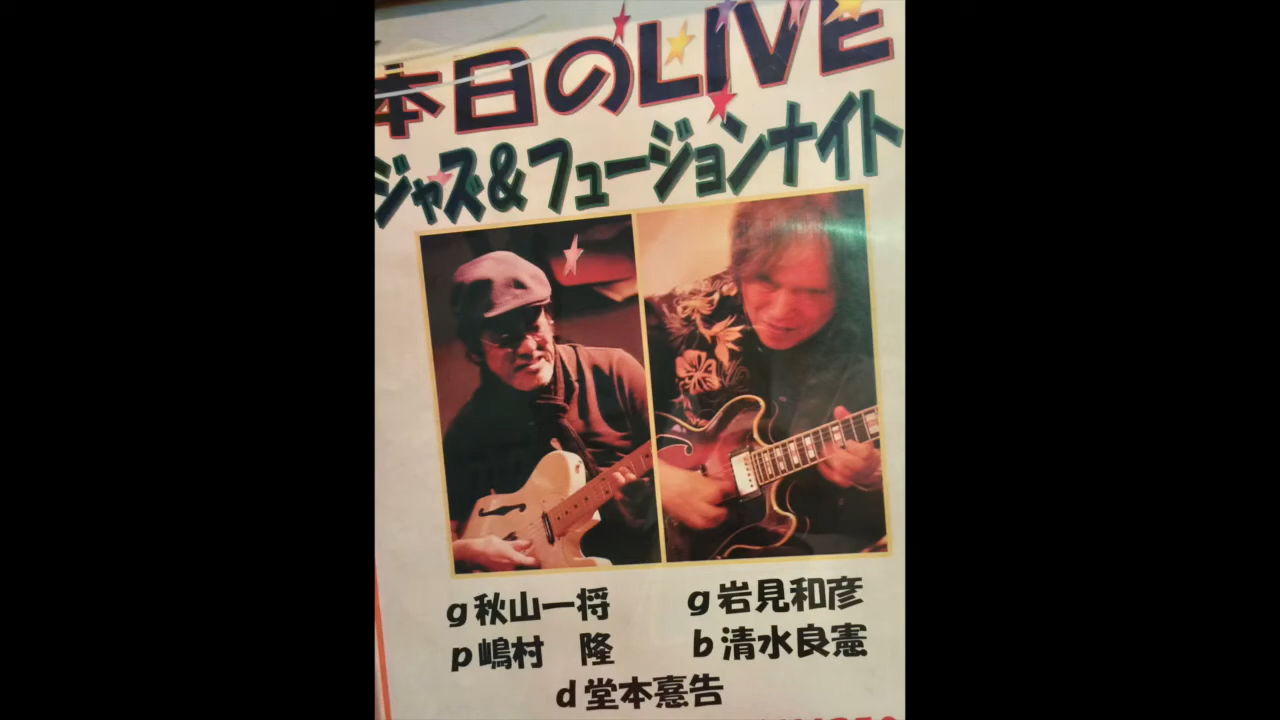 本日のLIVE
ジャズ&フュージョンナイト
g 秋山一将 g 岩見和彦
p 嶋村 隆 b 清水良憲
d 堂本憙告